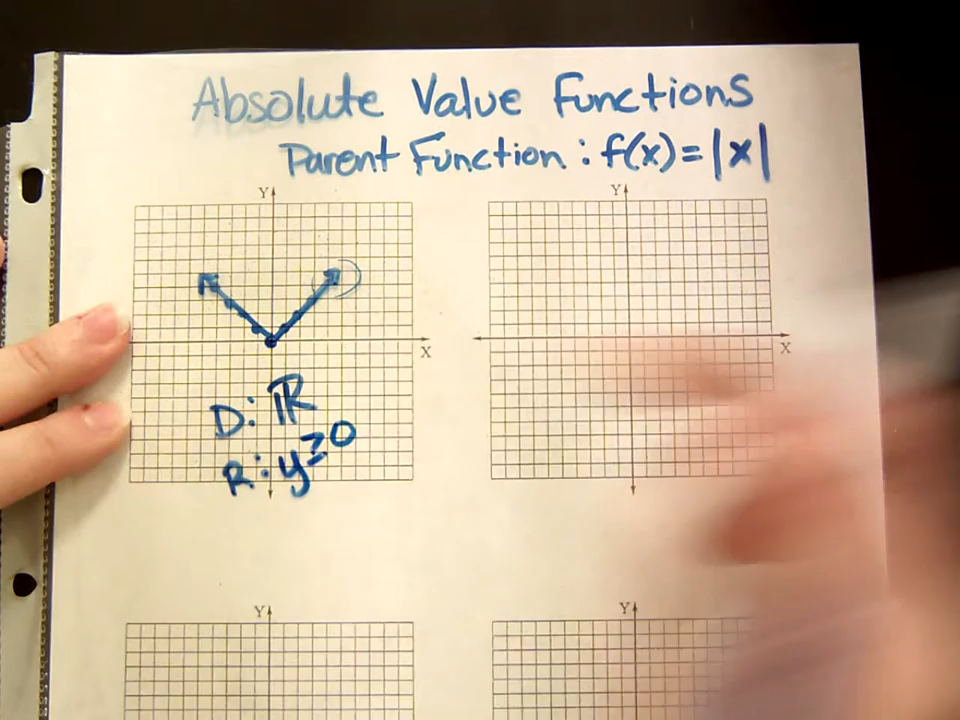 Absolute Value Functions
Parent Function: f(x)=|x|
Y
Y
X
X
D: ℝ
R: y≥0
Y
Y